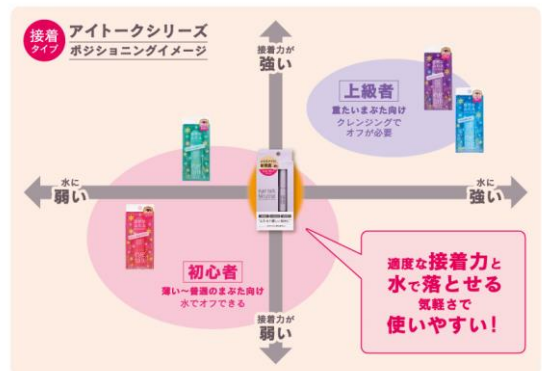 接着
タイプ
アイトークシリーズ
ポジショニングイメージ
接着力が
強い
上級者
重たいまぶた向け
クレンジングで
オフが必要
水に
弱い
水に
強い
初心者
薄い〜普通のまぶた向け
水でオフできる
接着力が
弱い
適度な接着力と
水で落とせる
気軽さで
使いやすい！